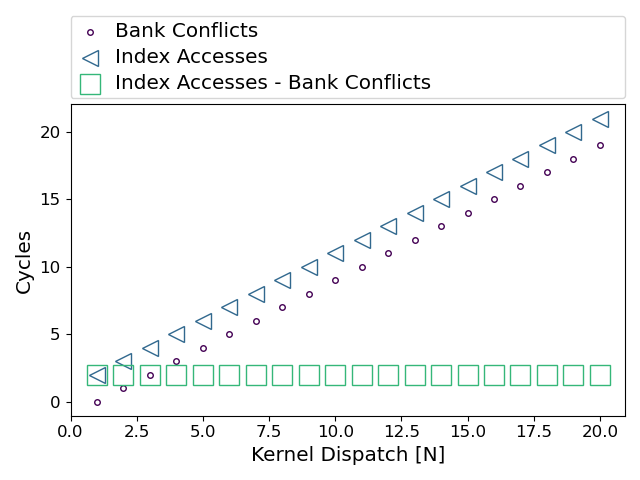 Bank Conflicts
Index Accesses
Index Accesses - Bank Conflicts
20
15
10
5
0
Cycles
0.0 2.5 5.0 7.5 10.0 12.5 15.0 17.5 20.0
Kernel Dispatch [N]